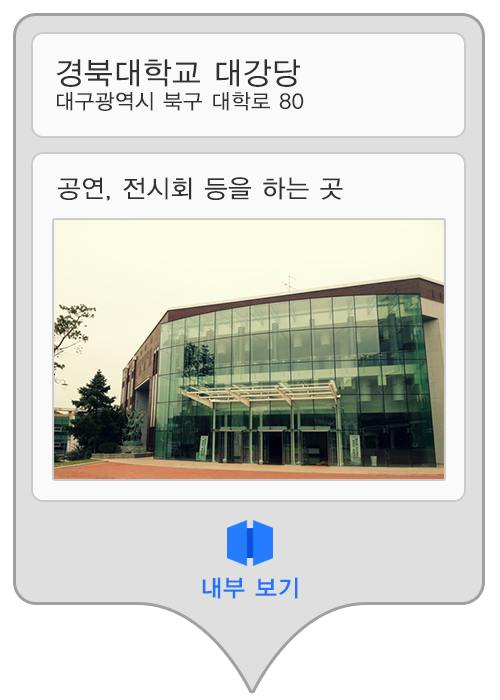 경북대학교 대강당
대구광역시 북구 대학로 80
공연, 전시회 등을 하는 곳
내부 보기